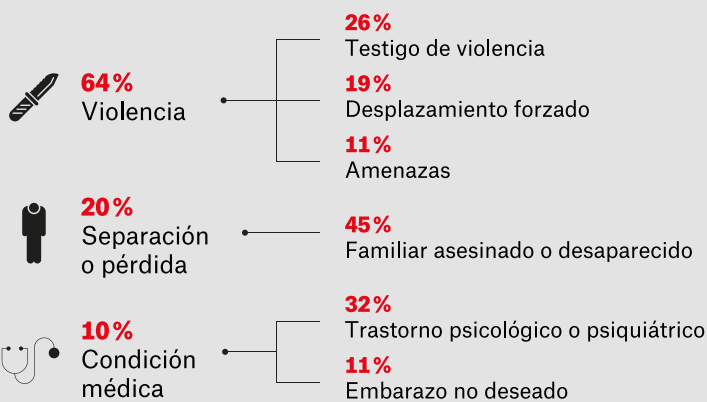 64%
Violencia
26%
Testigo de violencia
19%
Desplazamiento forzado
11%
Amenazas
20%
Separación
o pérdida
45%
Familiar asesinado o desaparecido
10%
Condición
médica
32%
Trastorno psicológico o psiquiátrico
11%
Embarazo no deseado